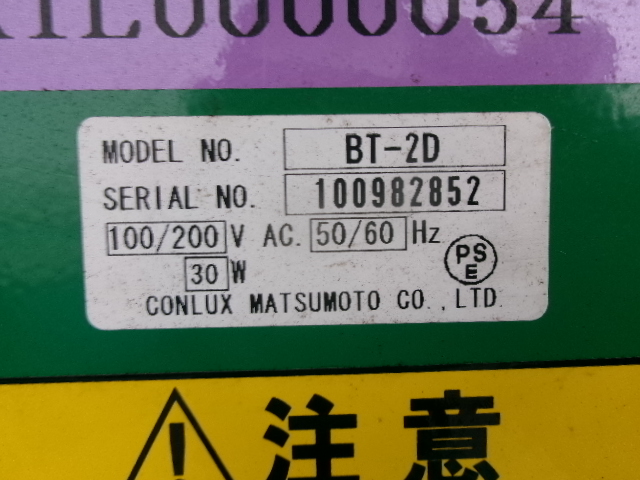 MODEL NO. BT-2D
SERIAL NO. 100982852
100/200 V AC. 50/60 Hz
30 W
PS
E
CONLUX MATSUMOTO CO.,LTD.
注意